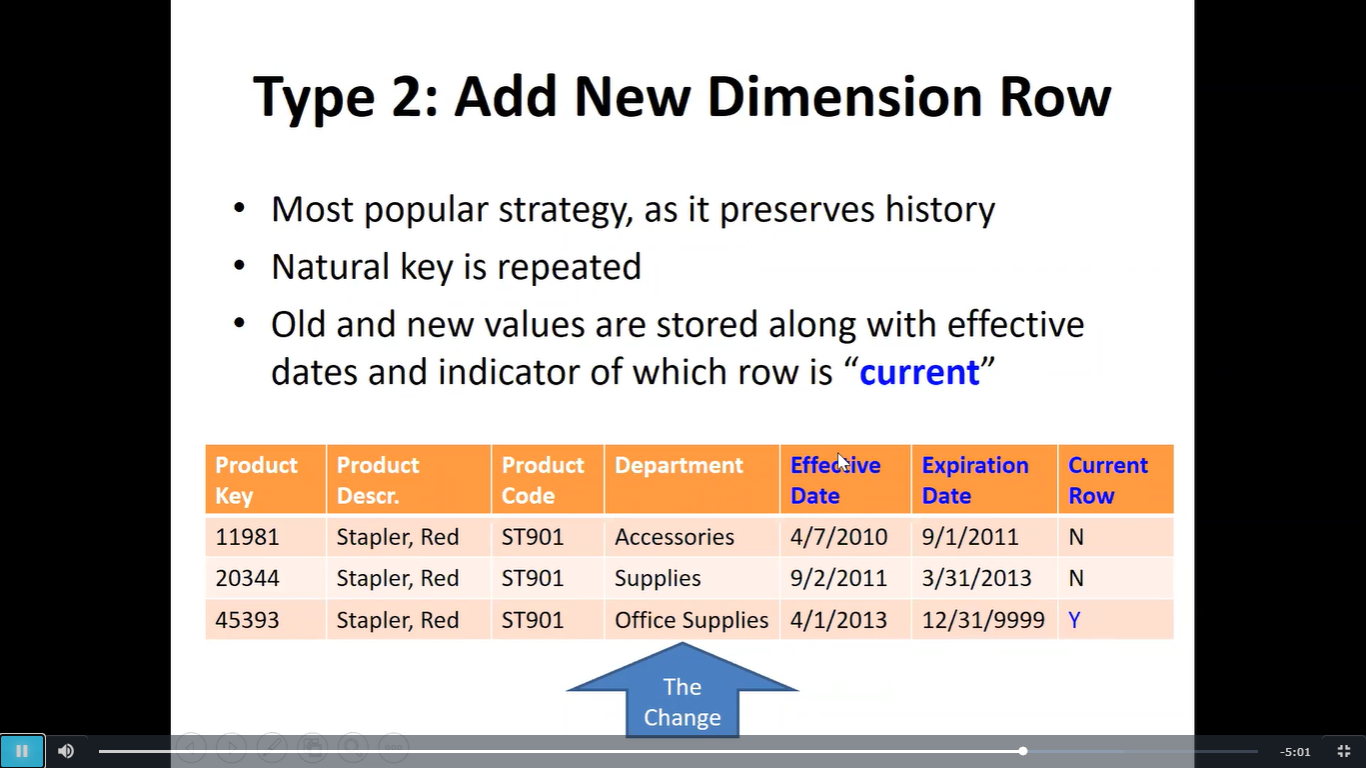 Type 2: Add New Dimension Row
• Most popular strategy, as it preserves history
• Natural key is repeated
• Old and new values are stored along with effective
dates and indicator of which row is “current”
Product Key Product Descr. Product Code Department Effective Date Expiration Date Current Row
11981 Stapler, Red ST901 Accessories 4/7/2010 9/1/2011 N
20344 Stapler, Red ST901 Supplies 9/2/2011 3/31/2013 N
45393 Stapler, Red ST901 Office Supplies 4/1/2013 12/31/9999 Y
The
Change
-5:01